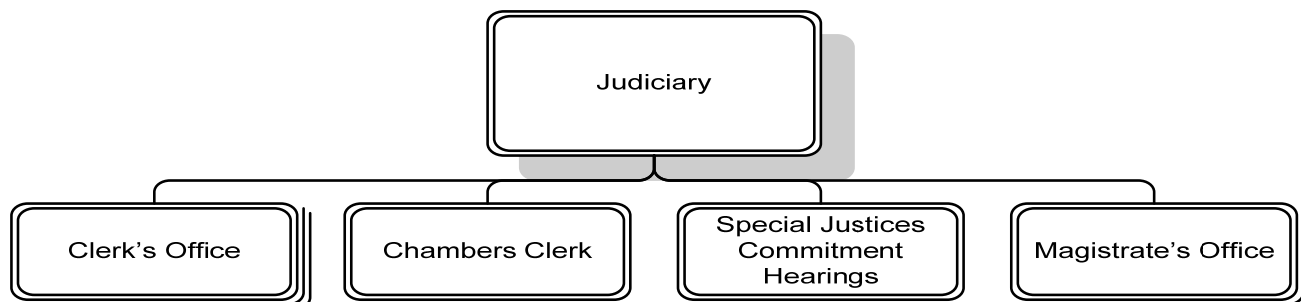 Judiciary
Clerk’s Office
Chambers Clerk
Special Justices
Commitment
Hearings
Magistrate’s Office